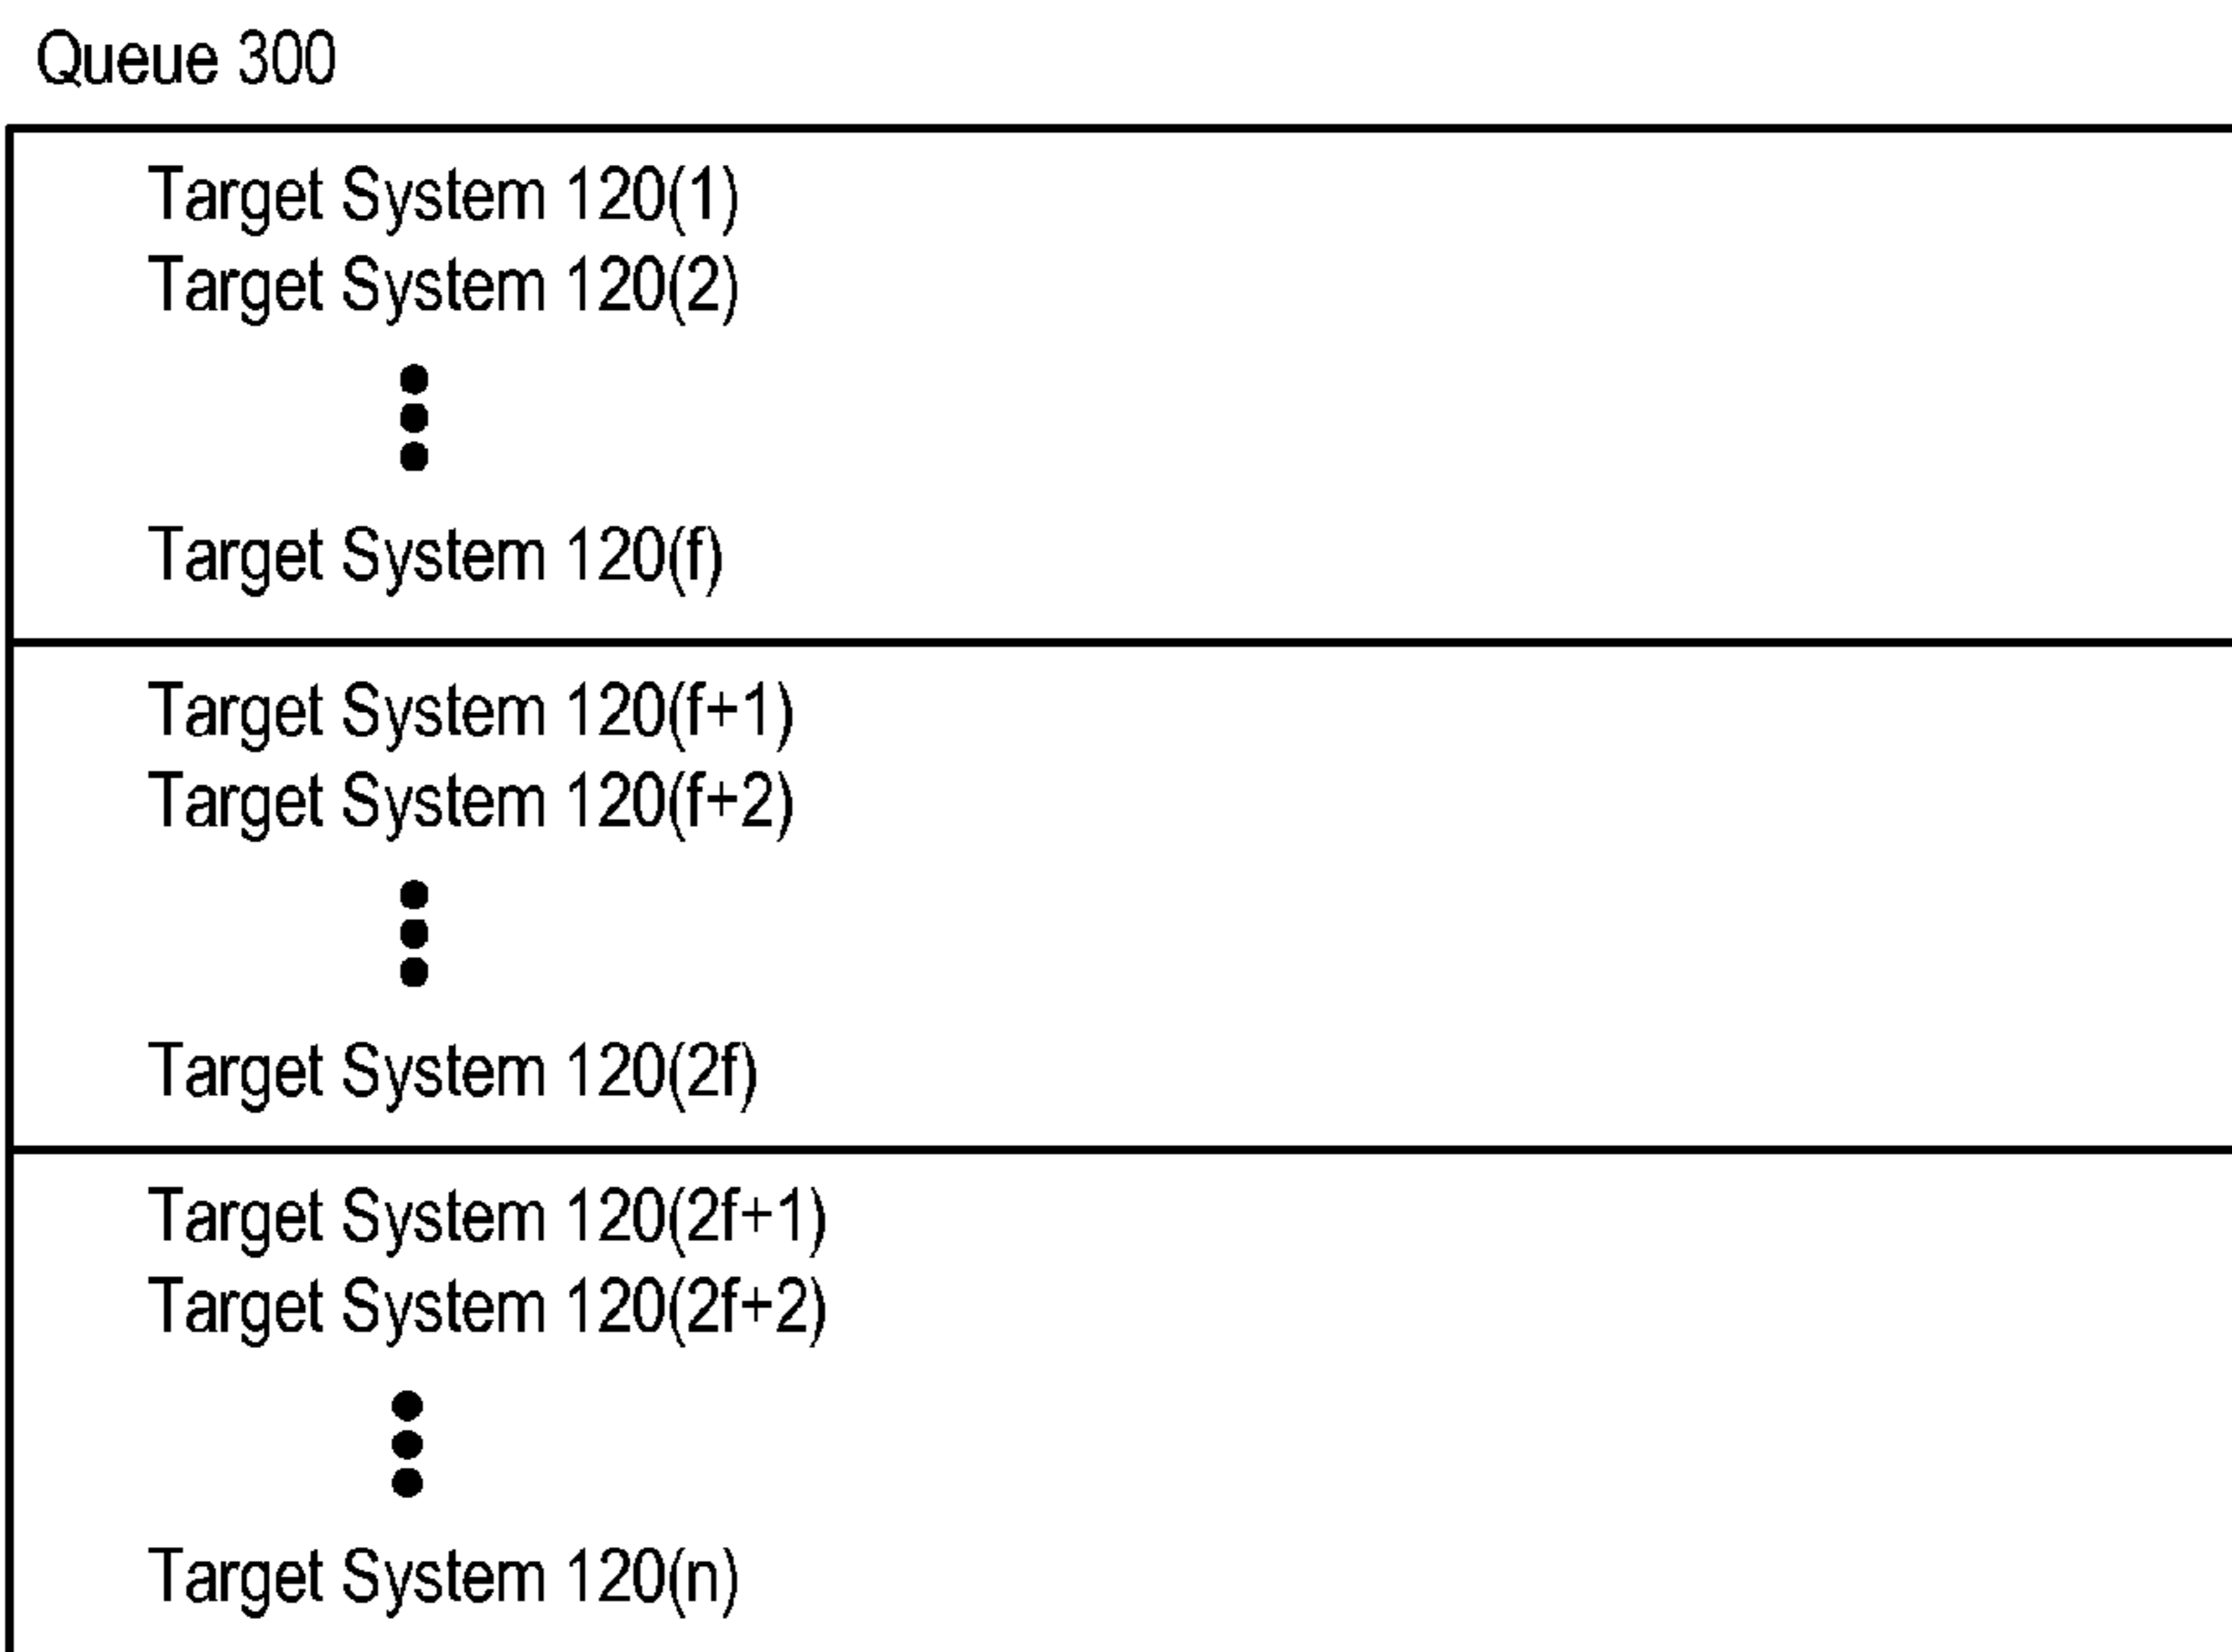 Queue 300
Target System 120(1)
Target System 120(2)
Target System 120(f)
Target System 120(f+1)
Target System 120(f+2)
Target System 120(2f)
Target System 120(2f+1)
Target System 120(2f+2)
Target System 120(n)